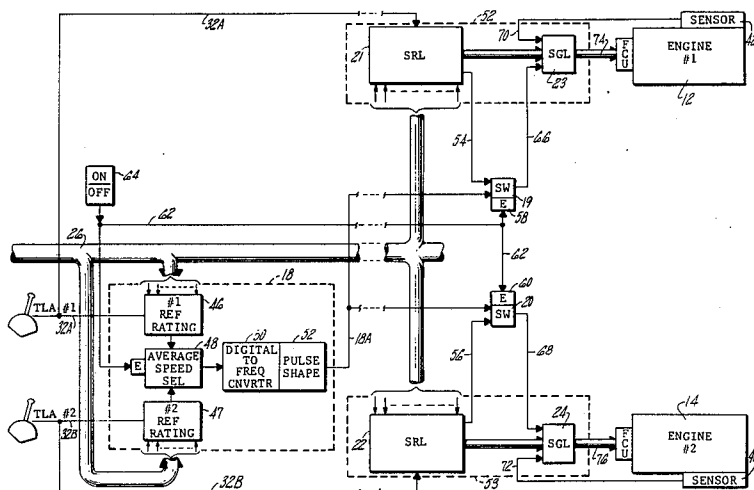 32A
52
21
SRL
70
SGL
23
74
FCU
SENSOR
ENGINE
#1
12
54
66
ON
OFF
64
62
SW
E
19
58
26
62
18
60
E
SW
20
TLA #1
32A
#1
REF
RATING
46
48
E
AVERAGE
SPEED
SEL
50
52
DIGITAL
TO
FREQ
CNVRTR
PULSE
SHAPE
18A
56
68
TLA #2
32B
#2
REF
RATING
47
22
SRL
24
SGL
72
76
FCU
14
ENGINE
#2
SENSOR
32B
53